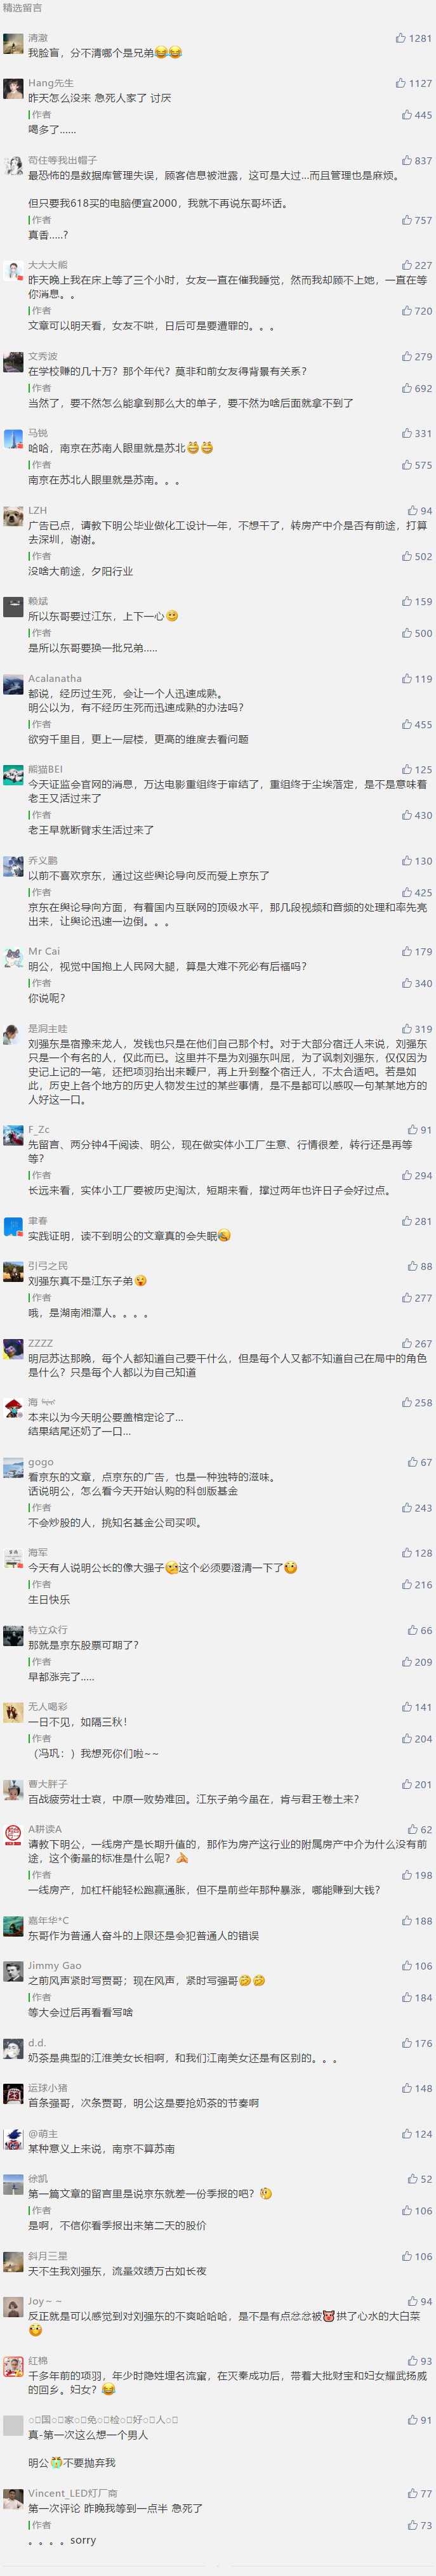 精选留言
清澈
1281
我脸盲，分不清哪个是兄弟😂😂
Hang先生
1127
昨天怎么没来 急死人家了 讨厌
作者
445
喝多了……
苟住等我出帽子
837
最恐怖的是数据库管理失误，顾客信息被泄露，这可是大过…而且管理也是麻烦。
但只要我618买的电脑便宜2000，我就不再说东哥坏话。
作者
757
真香.....?
大大大熊
227
昨天晚上我在床上等了三个小时，女友一直在催我睡觉，然而我却顾不上她，一直在等
你消息。。
作者
720
文章可以明天看，女友不哄，日后可是要遭罪的。。。
文秀波
279
在学校赚的几十万？那个年代？莫非和前女友得背景有关系？
作者
692
当然了，要不然怎么能拿到那么大的单子，要不然为啥后面就拿不到了
马锐
331
哈哈，南京在苏南人眼里就是苏北😅😅
作者
575
南京在苏北人眼里就是苏南。。。
LZH
94
广告已点，请教下明公毕业做化工设计一年，不想干了，转房产中介是否有前途，打算
去深圳，谢谢。
作者
502
没啥大前途，夕阳行业
赖斌
159
所以东哥要过江东，上下一心😊
作者
500
是所以东哥要换一批兄弟.....
Acalanatha
119
都说，经历过生死，会让一个人迅速成熟。
明公以为，有不经历生死而迅速成熟的办法吗？
作者
455
欲穷千里目，更上一层楼，更高的维度去看问题
熊猫BEI
125
今天证监会官网的消息，万达电影重组终于审结了，重组终于尘埃落定，是不是意味着
老王又活过来了
作者
430
老王早就断臂求生活过来了
乔义鹏
130
以前不喜欢京东，通过这些舆论导向反而爱上京东了
作者
425
京东在舆论导向方面，有着国内互联网的顶级水平，那几段视频和音频的处理和率先亮
出来，让舆论迅速一边倒。。。
Mr Cai
179
明公，视觉中国抱上人民网大腿，算是大难不死必有后福吗？
作者
340
你说呢？
是洞主哇
319
刘强东是宿豫来龙人，发钱也只是在他们自己那个村。对于大部分宿迁人来说，刘强东
只是一个有名的人，仅此而已。这里并不是为刘强东叫屈，为了讽刺刘强东，仅仅因为
史记上记的一笔，还把项羽抬出来鞭尸，再上升到整个宿迁人，不太合适吧。若是如
此，历史上各个地方的历史人物发生过的某些事情，是不是都可以感叹一句某某地方的
人好这一口。
F_Zc
91
先留言、两分钟4千阅读、明公，现在做实体小工厂生意、行情很差，转行还是再等
等？
作者
294
长远来看，实体小工厂要被历史淘汰，短期来看，撑过两年也许日子会好过点。
聿春
281
实践证明，读不到明公的文章真的会失眠🤣
引弓之民
88
刘强东真不是江东子弟😯
作者
277
哦，是湖南湘潭人。。。。
ZZZZ
267
明尼苏达那晚，每个人都知道自己要干什么，但是每个人又都不知道自己在局中的角色
是什么？只是每个人都以为自己知道
海
258
本来以为今天明公要盖棺定论了...
结果结尾还奶了一口...
gogo
67
看京东的文章，点京东的广告，也是一种独特的滋味。
话说明公，怎么看今天开始认购的科创版基金
作者
243
不会炒股的人，挑知名基金公司买呗。
海军
128
今天有人说明公长的像大强子🧐这个必须要澄清一下了🤭
作者
216
生日快乐
特立众行
66
那就是京东股票可期了？
作者
209
早都涨完了.....
无人喝彩
141
一日不见，如隔三秋！
作者
204
（冯巩：）我想死你们啦~~
曹大胖子
201
百战疲劳壮士哀，中原一败势难回。江东子弟今虽在，肯与君王卷土来？
A耕读A
62
请教下明公，一线房产是长期升值的，那作为房产这行业的附属房产中介为什么没有前
途，这个衡量的标准是什么呢？🙏
作者
198
一线房产，加杠杆能轻松跑赢通胀，但不是前些年那种暴涨，哪能赚到大钱？
嘉年华*C
188
东哥作为普通人奋斗的上限还是会犯普通人的错误
Jimmy Gao
106
之前风声紧时写贾哥；现在风声，紧时写强哥🤔🤔
作者
184
等大会过后再看看写啥
d.d.
176
奶茶是典型的江淮美女长相啊，和我们江南美女还是有区别的。。。
运球小猪
148
首条强哥，次条贾哥，明公这是要抢奶茶的节奏啊
@萌主
124
某种意义上来说，南京不算苏南
徐凯
52
第一篇文章的留言里是说京东就差一份季报的吧？🤔
作者
106
是啊，不信你看季报出来第二天的股价
斜月三星
106
天不生我刘强东，流量效绩万古如长夜
Joy～～
94
反正就是可以感觉到对刘强东的不爽哈哈哈，是不是有点忿忿被🐷拱了心水的大白菜
🤭
红棉
93
千多年前的项羽，年少时隐姓埋名流窜，在灭秦成功后，带着大批财宝和妇女耀武扬威
的回乡。妇女？😂
国家免检好人
91
真-第一次这么想一个男人
明公😭不要抛弃我
Vincent_LED灯厂商
77
第一次评论 昨晚我等到一点半 急死了
作者
73
。。。。sorry